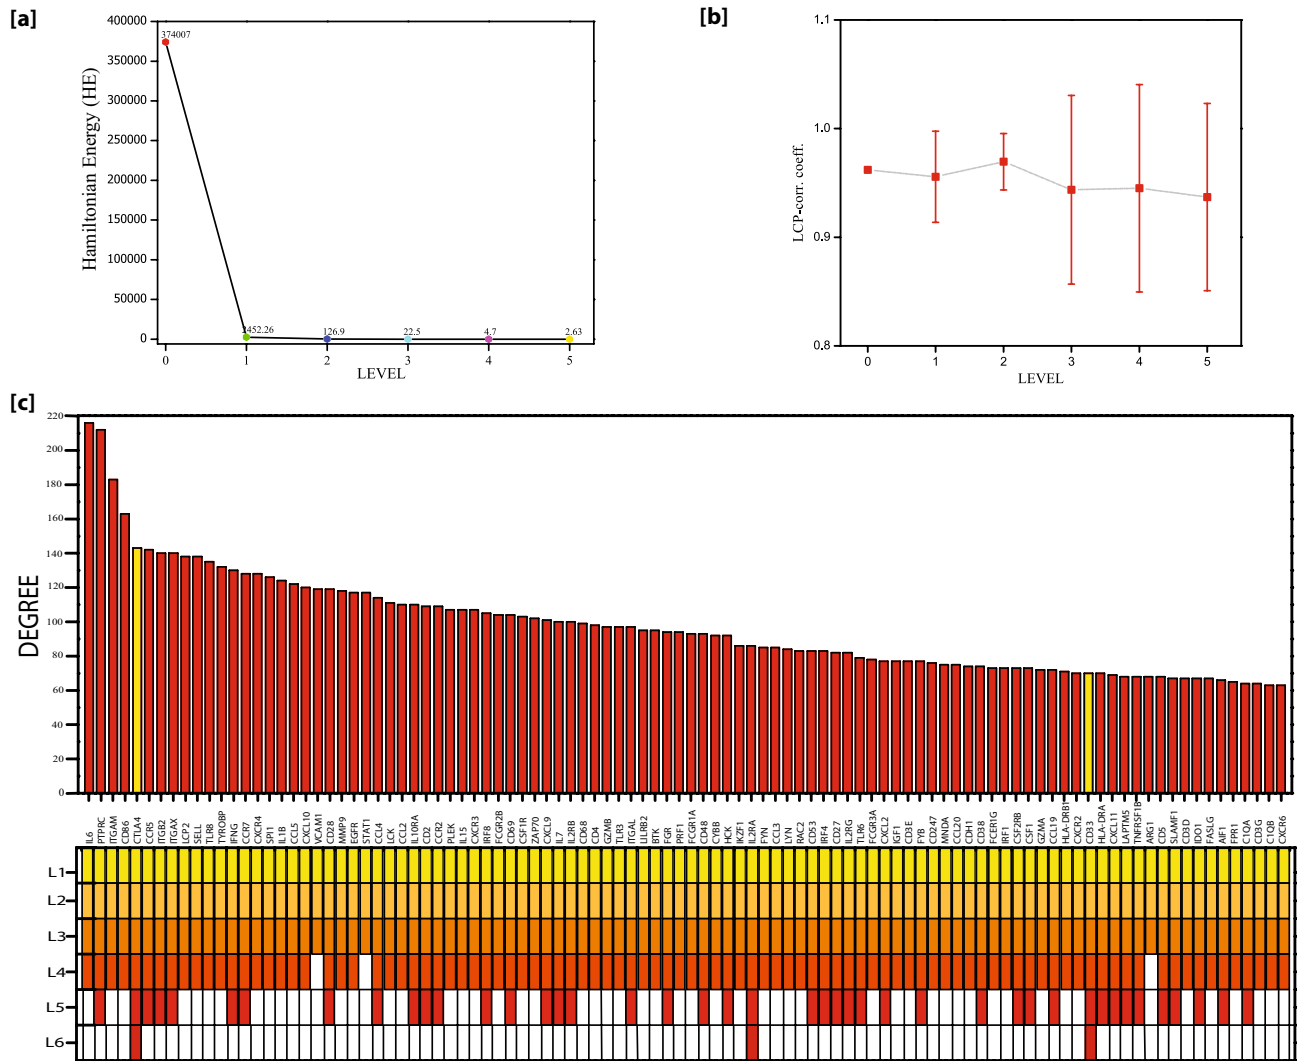 [a]
400000
350000
300000
250000
200000
150000
100000
50000
0
Hamiltonian Energy (HE)
374007
2452.26
126.9
22.5
4.7
2.63
0 1 2 3 4 5
LEVEL
[b]
1.1
1.0
0.9
0.8
LCP-corr. coeff.
0 1 2 3 4 5
LEVEL
[c]
220
200
180
160
140
120
100
80
60
40
20
0
DEGREE
IL6
PTPRC
ITGAM
CD86
CTLA4
CCR5
ITGB2
ITGAX
LCP2
SELL
TLR8
TYROBP
IFNG
CCR7
CXCR4
SPI1
IL1B
CCL5
CXCL10
VCAM1
CD28
MMP9
EGFR
STAT1
CCL4
LCK
CCL2
IL10RA
CD2
CCR2
PLEK
IL15
CXCR3
IRF8
FCGR2B
CD69
CSF1R
ZAP70
CXCL9
IL7
IL2RB
CD68
CD4
GZMB
TLR3
ITGAL
LILRB2
BTK
FGR
PRF1
FCGR1A
CD48
CYBB
HCK
IKZF1
IL2RA
FYN
CCL3
LYN
RAC2
CD53
IRF4
CD27
IL2RG
TLR6
FCGR3A
CXCL2
IGF1
CD3E
FYB
CD247
MNDA
CCL20
CDH1
CD38
FCER1G
IRF1
CSF2RB
CSF1
GZMA
CCL19
HLA-DRB1
CXCR2
CD33
HLA-DRA
CXCL11
LAPTM5
TNFRSF1B
ARG1
CD5
SLAMF1
CD3D
IDO1
FASLG
AIF1
FPR1
C1QA
CD3G
C1QB
CXCR6
L1
L2
L3
L4
L5
L6